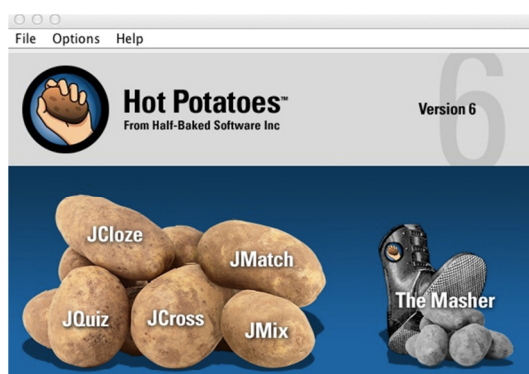 File Options Help
Hot Potatoes™
From Half-Baked Software Inc
Version 6
6
JCloze
JMatch
The Masher
JQuiz
JCross
JMix